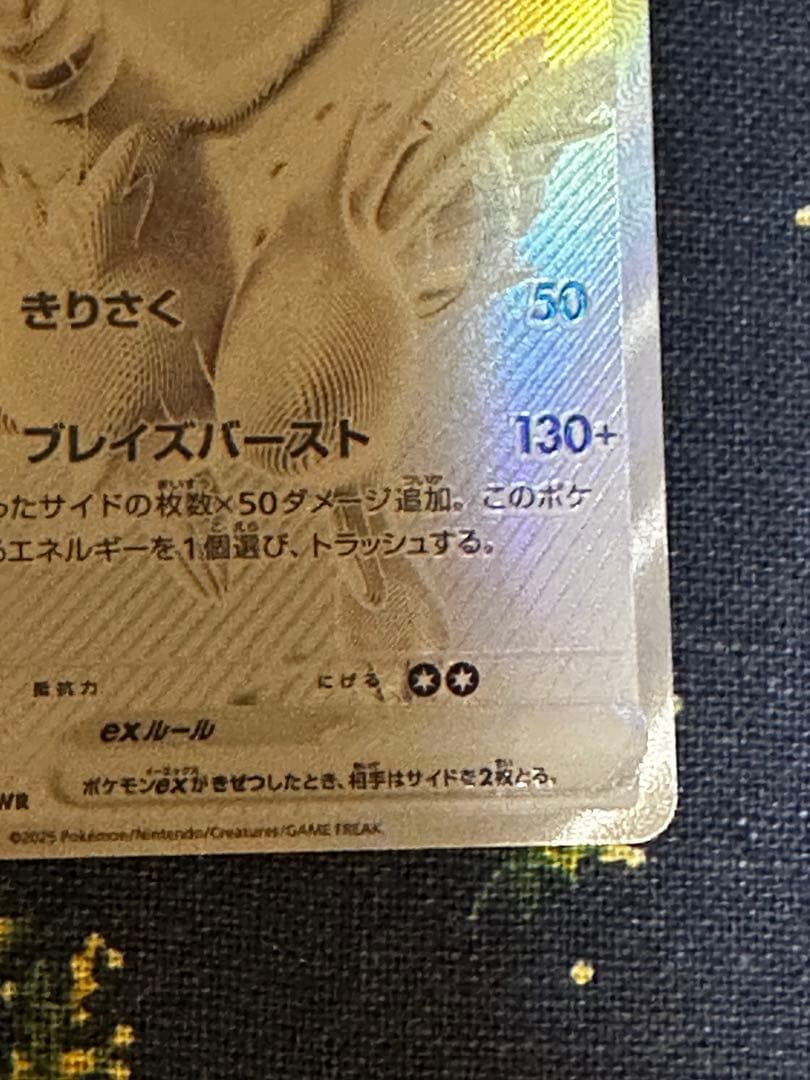 きりさく 50
ブレイズバースト 130+
ったサイドの枚数×50ダメージ追加。このポケ
るエネルギーを1個選び、トラッシュする。
抵抗力 にげる
exルール
ポケモンexがきぜつしたとき、相手はサイドを2枚とる。
©2025 Pokémon/Nintendo/Creatures/GAME FREAK